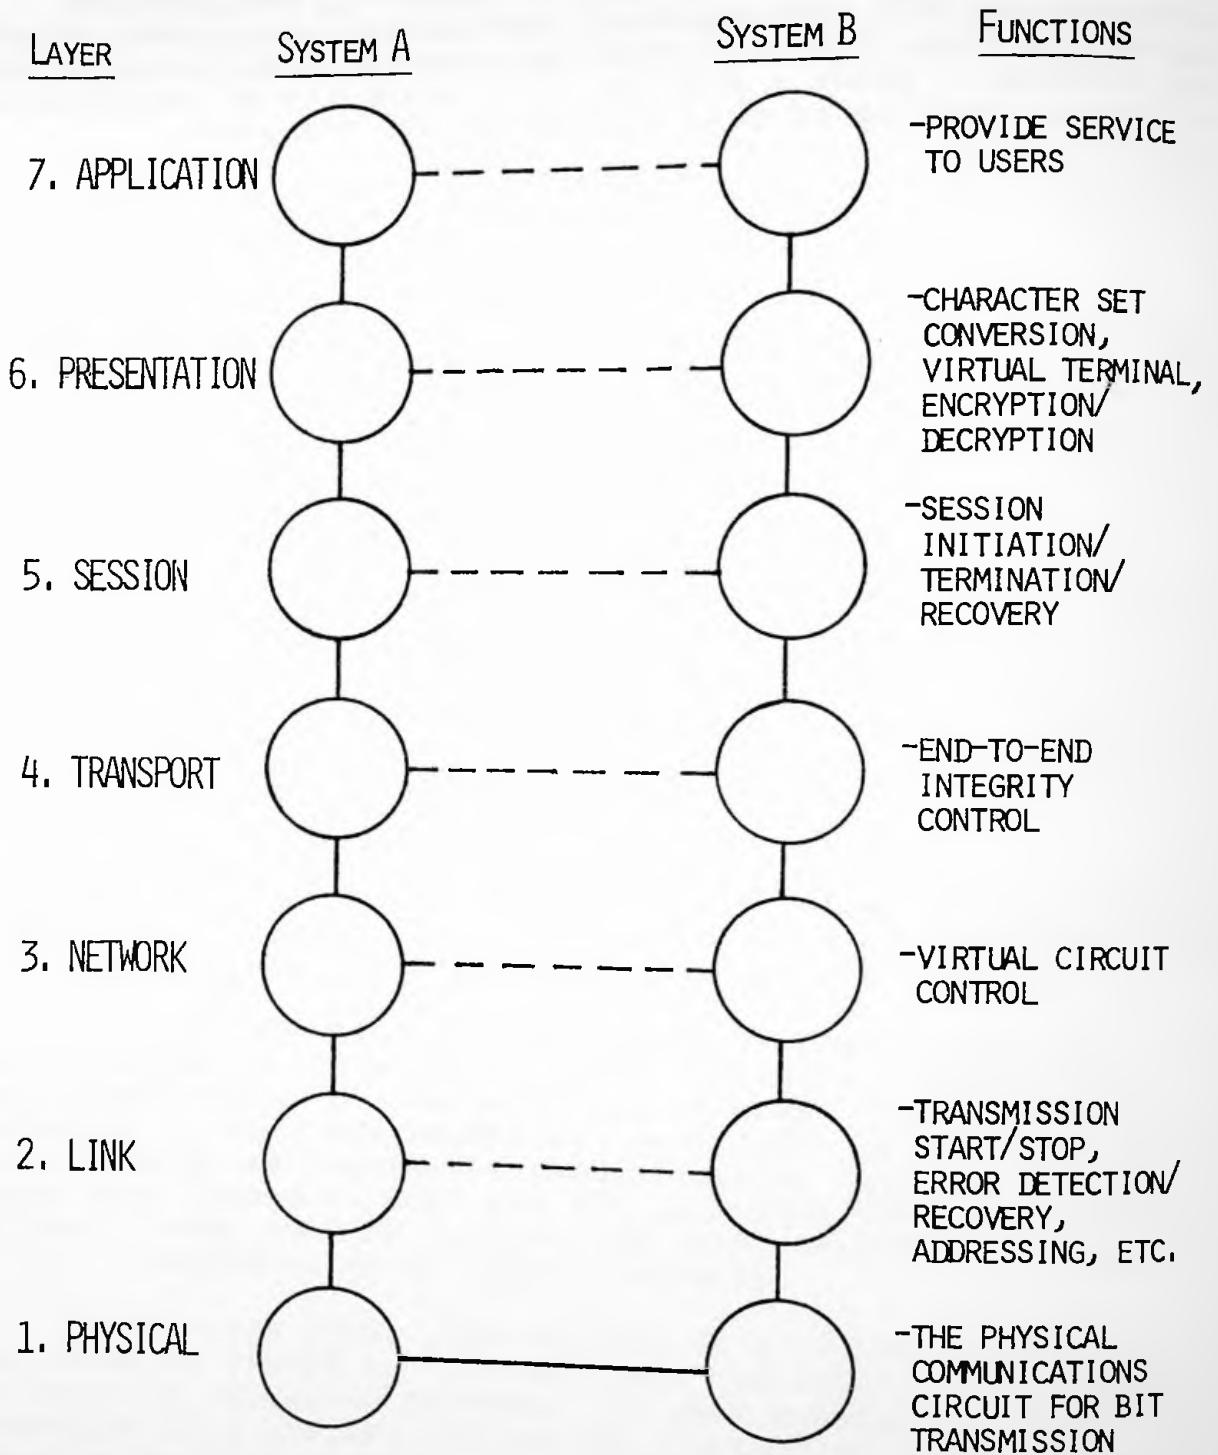 LAYER SYSTEM A SYSTEM B FUNCTIONS
7. APPLICATION
-PROVIDE SERVICE
TO USERS
6. PRESENTATION
-CHARACTER SET
CONVERSION,
VIRTUAL TERMINAL,
ENCRYPTION/
DECRYPTION
5. SESSION
-SESSION
INITIATION/
TERMINATION/
RECOVERY
4. TRANSPORT
-END-TO-END
INTEGRITY
CONTROL
3. NETWORK
-VIRTUAL CIRCUIT
CONTROL
2. LINK
-TRANSMISSION
START/STOP,
ERROR DETECTION/
RECOVERY,
ADDRESSING, ETC.
1. PHYSICAL
-THE PHYSICAL
COMMUNICATIONS
CIRCUIT FOR BIT
TRANSMISSION